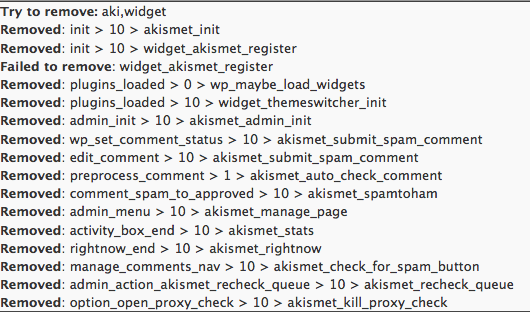 Try to remove: aki,widget
Removed: init > 10 > akismet_init
Removed: init > 10 > widget_akismet_register
Failed to remove: widget_akismet_register
Removed: plugins_loaded > 0 > wp_maybe_load_widgets
Removed: plugins_loaded > 10 > widget_themeswitcher_init
Removed: admin_init > 10 > akismet_admin_init
Removed: wp_set_comment_status > 10 > akismet_submit_spam_comment
Removed: edit_comment > 10 > akismet_submit_spam_comment
Removed: preprocess_comment > 1 > akismet_auto_check_comment
Removed: comment_spam_to_approved > 10 > akismet_spamtoham
Removed: admin_menu > 10 > akismet_manage_page
Removed: activity_box_end > 10 > akismet_stats
Removed: rightnow_end > 10 > akismet_rightnow
Removed: manage_comments_nav > 10 > akismet_check_for_spam_button
Removed: admin_action_akismet_recheck_queue > 10 > akismet_recheck_queue
Removed: option_open_proxy_check > 10 > akismet_kill_proxy_check